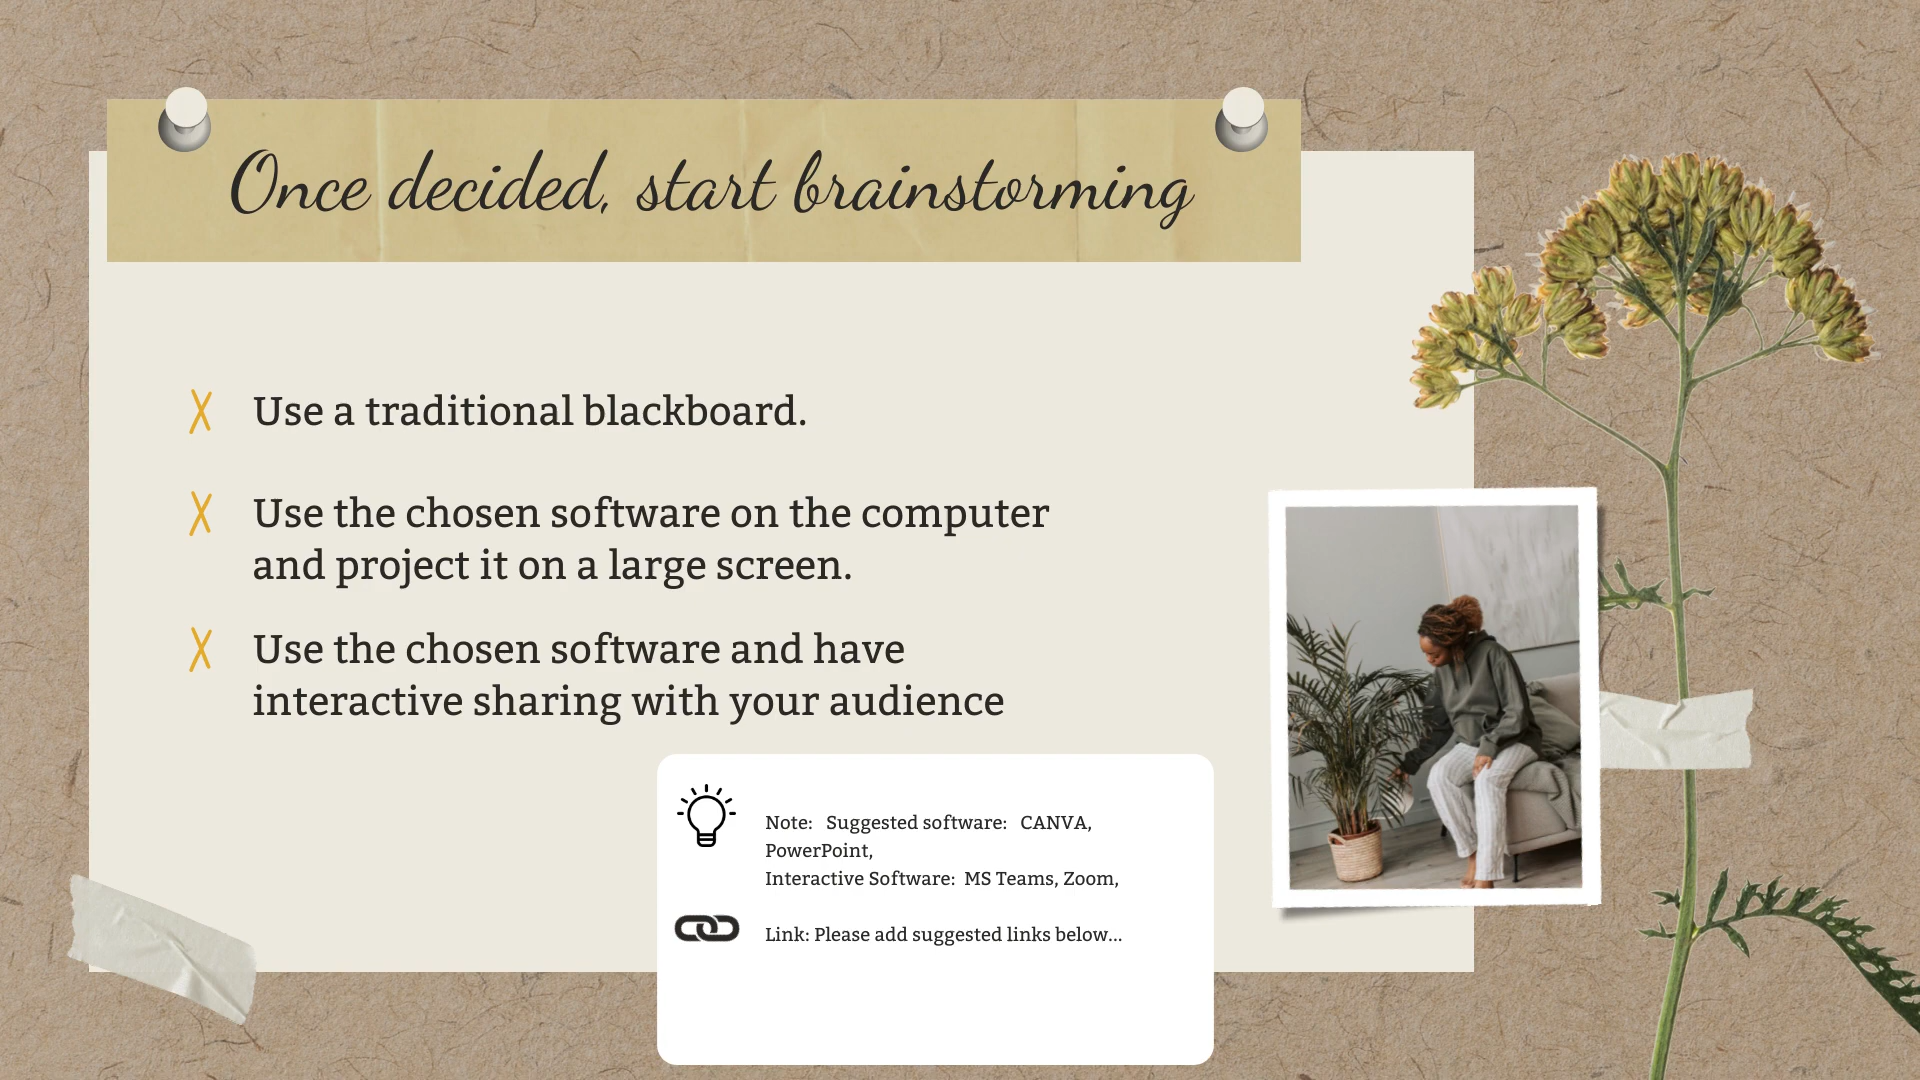 Once decided, start brainstorming
Use a traditional blackboard.
Use the chosen software on the computer
and project it on a large screen.
Use the chosen software and have
interactive sharing with your audience
Note: Suggested software: CANVA,
PowerPoint,
Interactive Software: MS Teams, Zoom,
Link: Please add suggested links below...